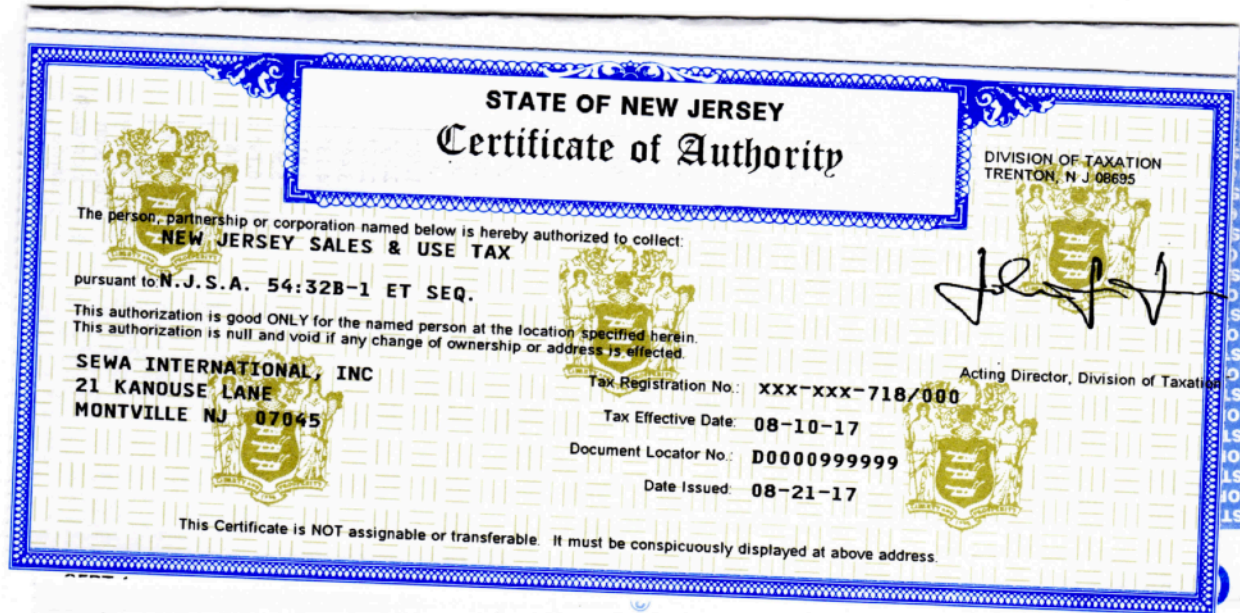 STATE OF NEW JERSEY
Certificate of Authority
DIVISION OF TAXATION
TRENTON, N J 08695
The person, partnership or corporation named below is hereby authorized to collect:
NEW JERSEY SALES & USE TAX
pursuant to: N.J.S.A. 54:32B-1 ET SEQ.
This authorization is good ONLY for the named person at the location specified herein.
This authorization is null and void if any change of ownership or address is effected.
SEWA INTERNATIONAL, INC
21 KANOUSE LANE
MONTVILLE NJ 07045
Acting Director, Division of Taxation
Tax Registration No.: XXX-XXX-718/000
Tax Effective Date: 08-10-17
Document Locator No.: D0000999999
Date Issued: 08-21-17
This Certificate is NOT assignable or transferable. It must be conspicuously displayed at above address.